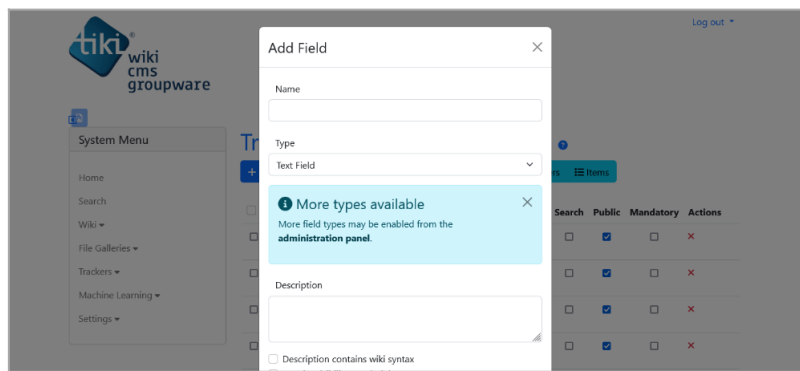 Log out
tiki®
wiki
cms
groupware
Add Field
Name
System Menu
Tr
Type
Text Field
rs Items
Home
Search
Wiki
File Galleries
Trackers
Machine Learning
Settings
More types available
More field types may be enabled from the
administration panel.
Search Public Mandatory Actions
Description
Description contains wiki syntax